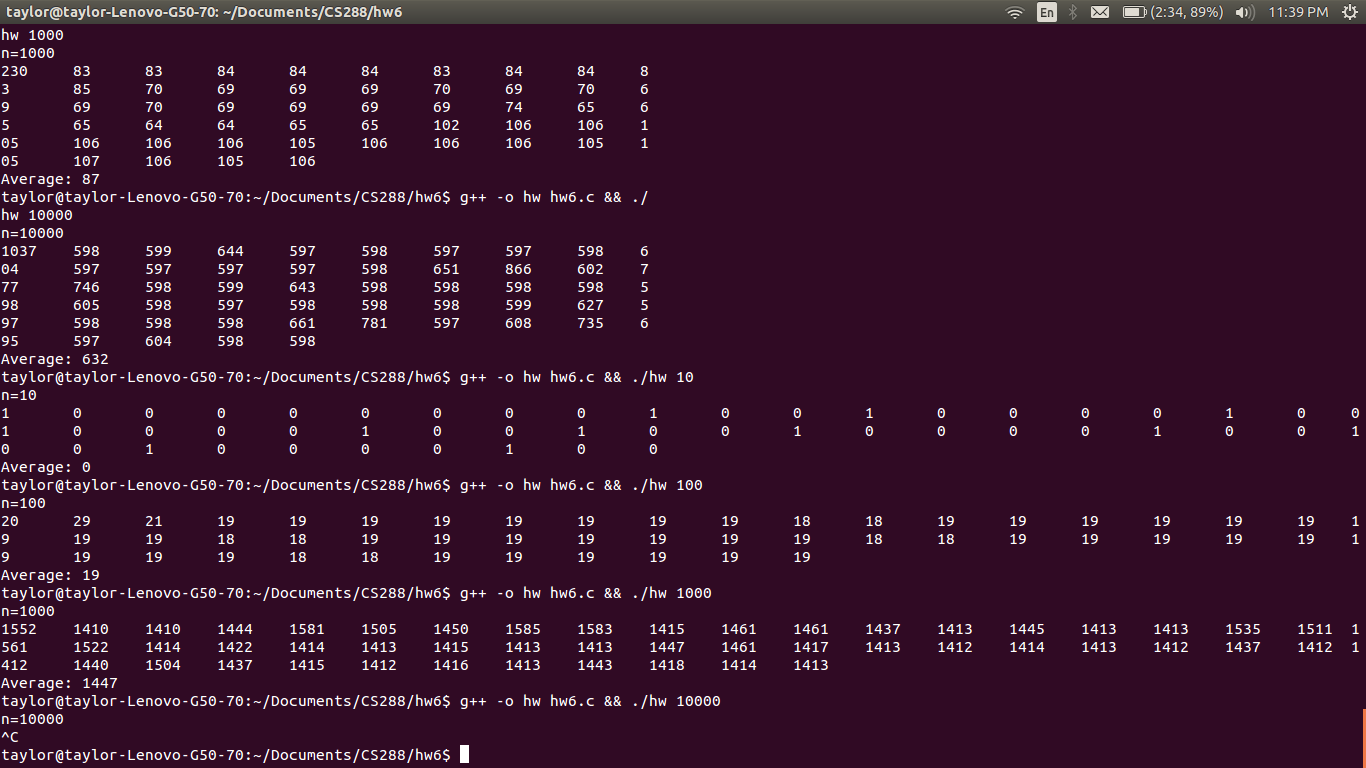 taylor@taylor-Lenovo-G50-70: ~/Documents/CS288/hw6 En (2:34, 89%) 11:39 PM
hw 1000
n=1000
230 83 83 84 84 84 83 84 84 8
3 85 70 69 69 69 70 69 70 6
9 69 70 69 69 69 69 74 65 6
5 65 64 64 65 65 102 106 106 1
05 106 106 106 105 106 106 106 105 1
05 107 106 105 106
Average: 87
taylor@taylor-Lenovo-G50-70:~/Documents/CS288/hw6$ g++ -o hw hw6.c && ./
hw 10000
n=10000
1037 598 599 644 597 598 597 597 598 6
04 597 597 597 597 598 651 866 602 7
77 746 598 599 643 598 598 598 598 5
98 605 598 597 598 598 598 599 627 5
97 598 598 598 661 781 597 608 735 6
95 597 604 598 598
Average: 632
taylor@taylor-Lenovo-G50-70:~/Documents/CS288/hw6$ g++ -o hw hw6.c && ./hw 10
n=10
1 0 0 0 0 0 0 0 0 1 0 0 1 0 0 0 0 1 0 0
1 0 0 0 0 1 0 0 1 0 0 1 0 0 0 0 1 0 0 1
0 0 1 0 0 0 0 1 0 0
Average: 0
taylor@taylor-Lenovo-G50-70:~/Documents/CS288/hw6$ g++ -o hw hw6.c && ./hw 100
n=100
20 29 21 19 19 19 19 19 19 19 19 18 18 19 19 19 19 19 19 1
9 19 19 18 18 19 19 19 19 19 19 19 18 18 19 19 19 19 19 1
9 19 19 19 18 18 19 19 19 19 19 19
Average: 19
taylor@taylor-Lenovo-G50-70:~/Documents/CS288/hw6$ g++ -o hw hw6.c && ./hw 1000
n=1000
1552 1410 1410 1444 1581 1505 1450 1585 1583 1415 1461 1461 1437 1413 1445 1413 1413 1535 1511 1
561 1522 1414 1422 1414 1413 1415 1413 1413 1447 1461 1417 1413 1412 1414 1413 1412 1437 1412 1
412 1440 1504 1437 1415 1412 1416 1413 1443 1418 1414 1413
Average: 1447
taylor@taylor-Lenovo-G50-70:~/Documents/CS288/hw6$ g++ -o hw hw6.c && ./hw 10000
n=10000
^C
taylor@taylor-Lenovo-G50-70:~/Documents/CS288/hw6$